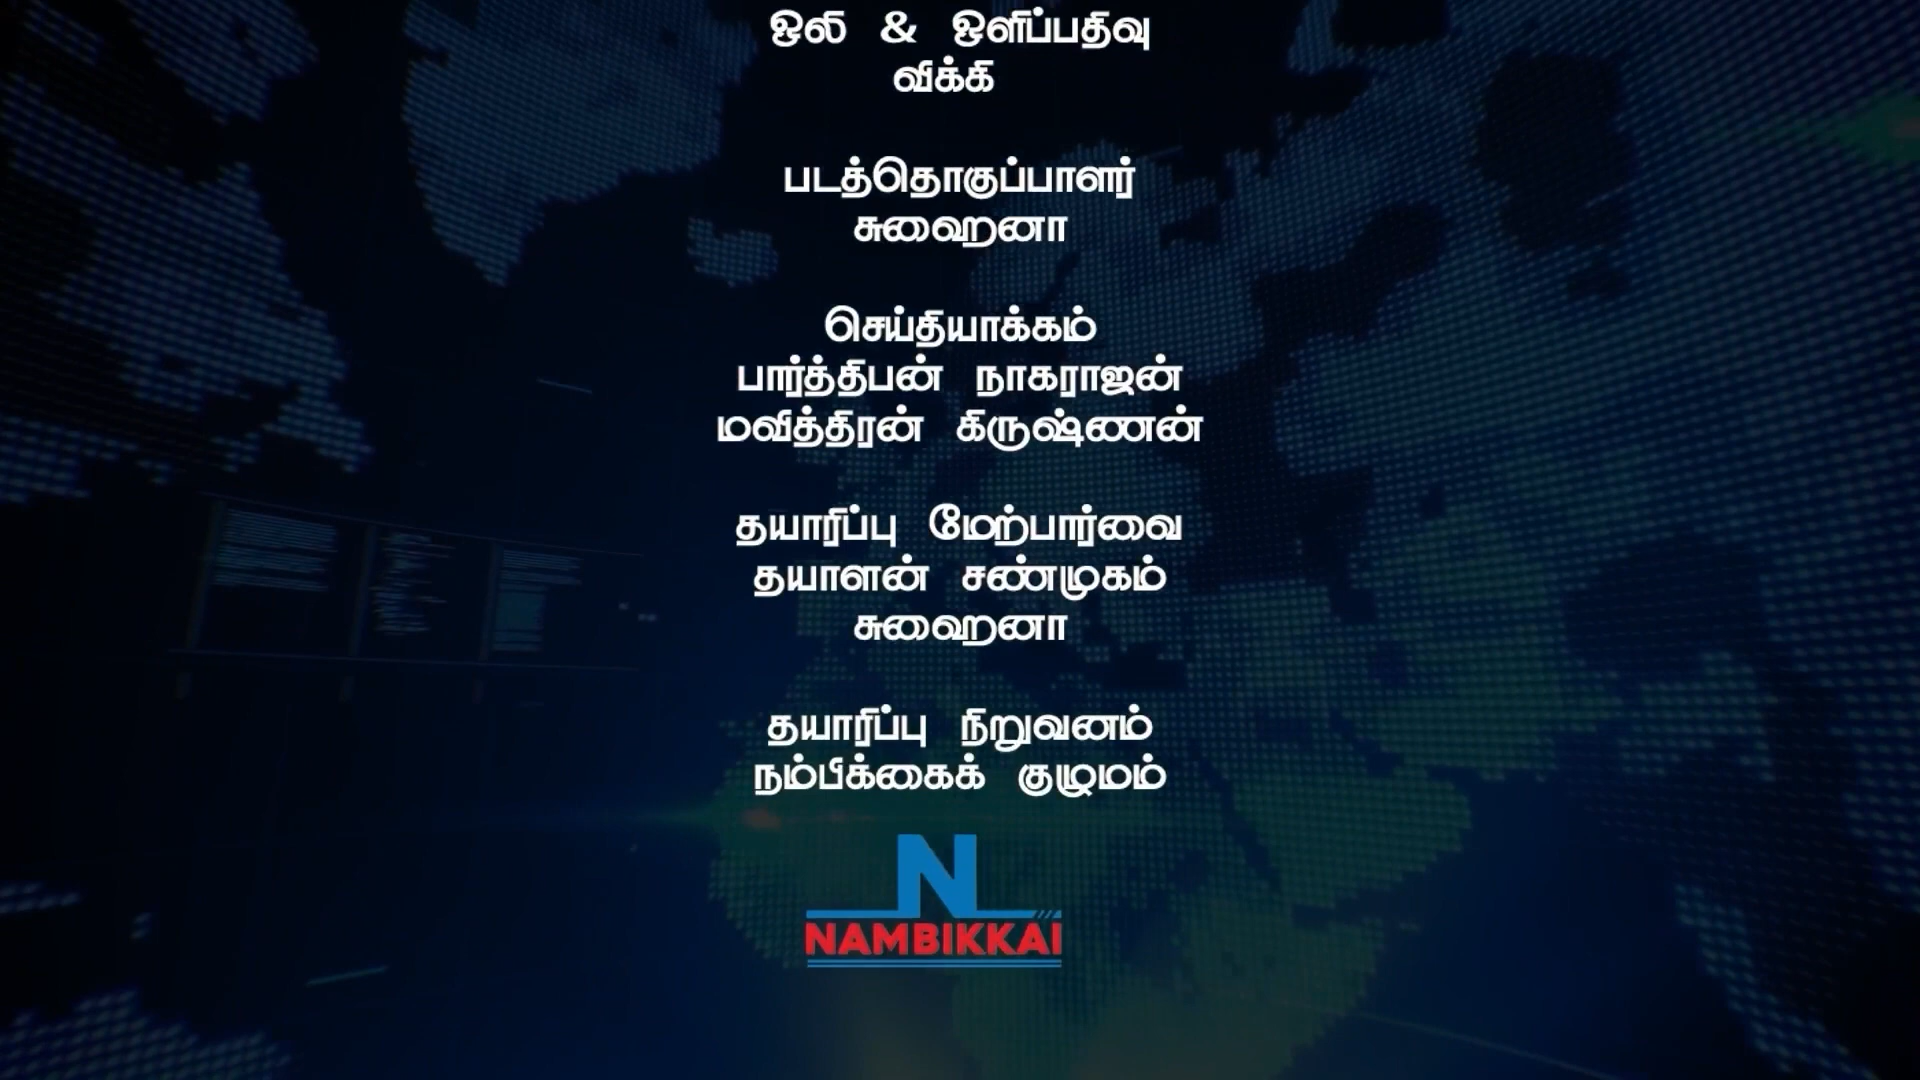 ஒலி & ஒளிப்பதிவு
விக்கி
படத்தொகுப்பாளர்
சுஹைனா
செய்தியாக்கம்
பார்த்திபன் நாகராஜன்
மவித்திரன் கிருஷ்ணன்
தயாரிப்பு மேற்பார்வை
தயாளன் சண்முகம்
சுஹைனா
தயாரிப்பு நிறுவனம்
நம்பிக்கைக் குழுமம்
N
NAMBIKKAI